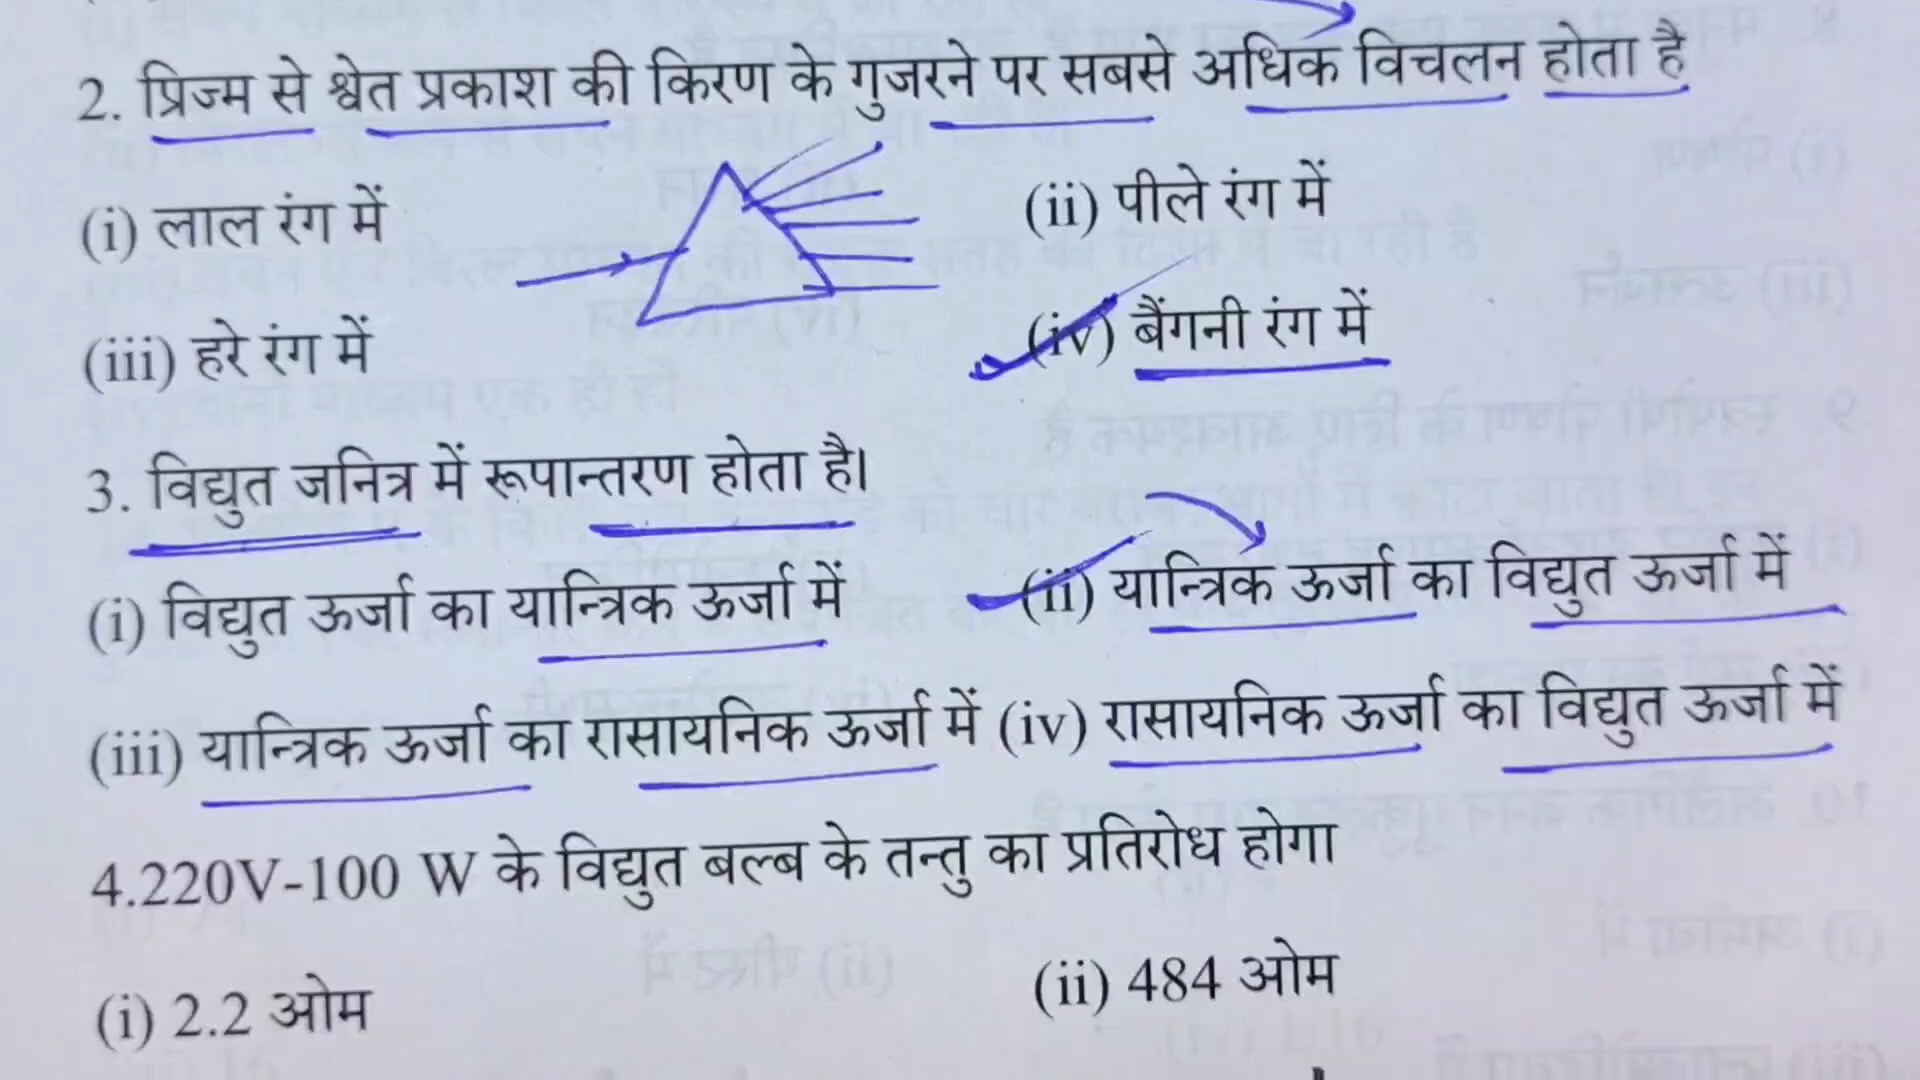 2. प्रिज्म से श्वेत प्रकाश की किरण के गुजरने पर सबसे अधिक विचलन होता है
(i) लाल रंग में (ii) पीले रंग में
(iii) हरे रंग में (iv) बैंगनी रंग में
3. विद्युत जनित्र में रूपान्तरण होता है।
(i) विद्युत ऊर्जा का यान्त्रिक ऊर्जा में (ii) यान्त्रिक ऊर्जा का विद्युत ऊर्जा में
(iii) यान्त्रिक ऊर्जा का रासायनिक ऊर्जा में (iv) रासायनिक ऊर्जा का विद्युत ऊर्जा में
4.220V-100 W के विद्युत बल्ब के तन्तु का प्रतिरोध होगा
(i) 2.2 ओम (ii) 484 ओम